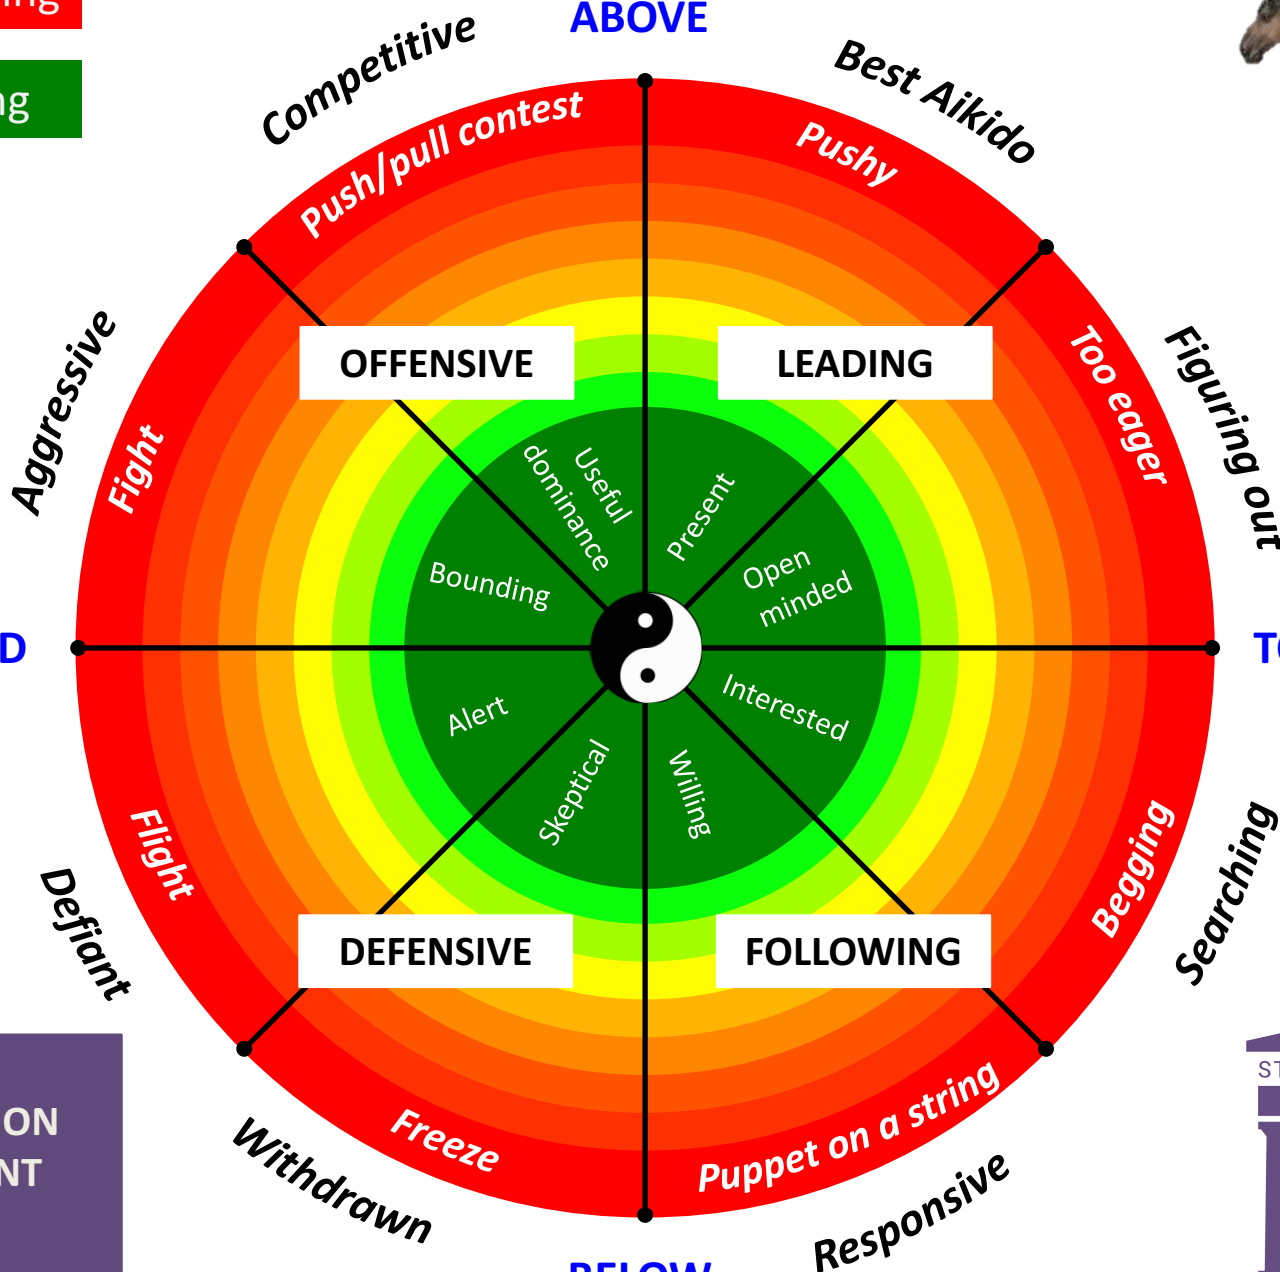 ABOVE
Competitive
Best Aikido
Push/pull contest
Pushy
Aggressive
Fight
Too eager
Figuring out
OFFENSIVE
LEADING
Useful
dominance
Present
Bounding
Open
minded
Alert
Interested
Skeptical
Willing
Flight
Defiant
Begging
Searching
DEFENSIVE
FOLLOWING
Freeze
Puppet on a string
Withdrawn
Responsive
BELOW